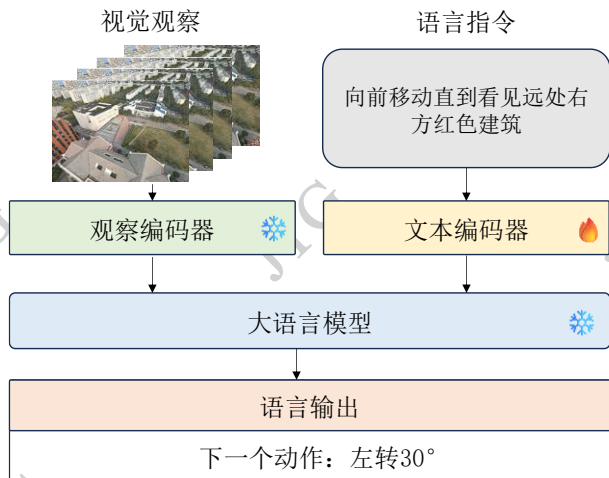 视觉观察
语言指令
向前移动直到看见远处右
方红色建筑
观察编码器
文本编码器
JIG
大语言模型
语言输出
下一个动作：左转30°